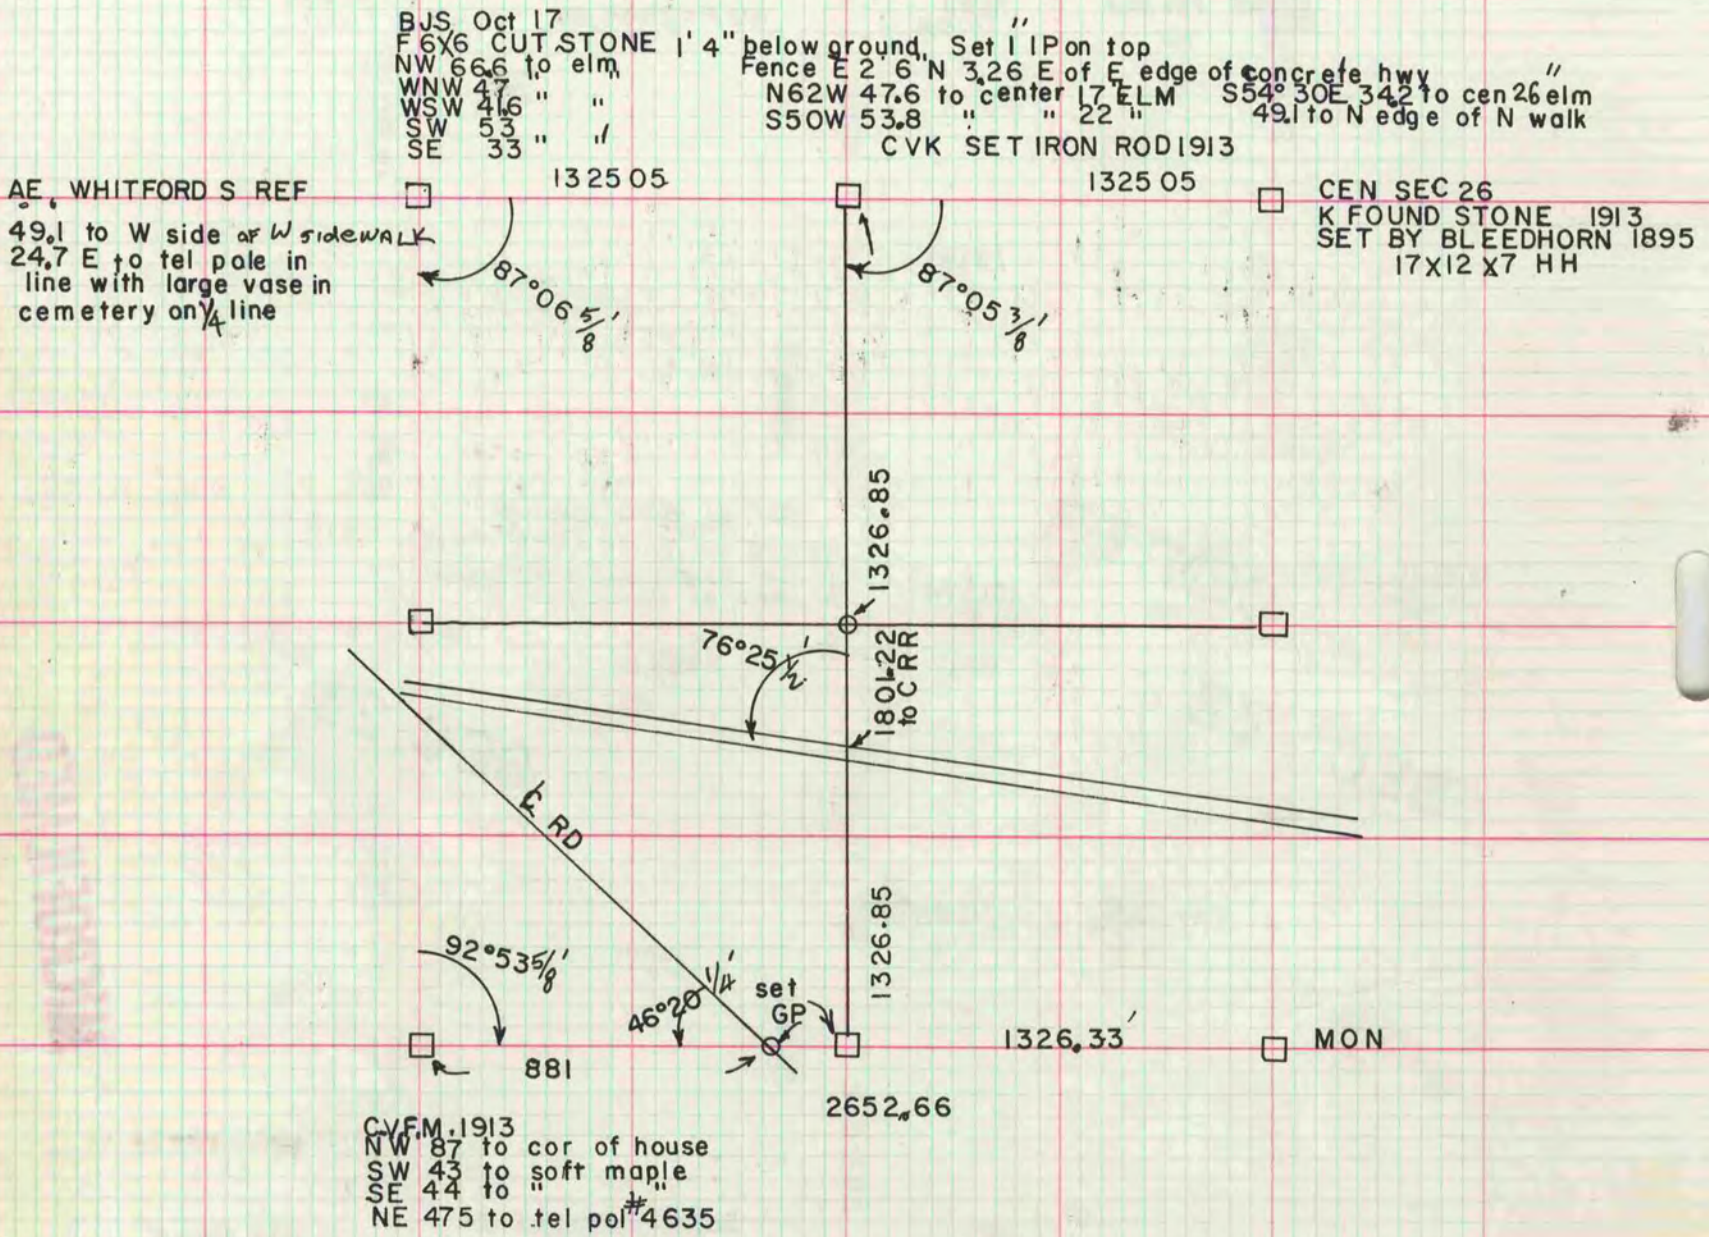 BJS Oct 17
F 6X6 CUT STONE 1' 4" below ground, Set 1" IP on top
NW 66.6 to elm
Fence E 2' 6" N 3.26 E of E edge of concrete hwy
WNW 47 " "
N62W 47.6 to center 17" ELM S54° 30E 34.2 to cen 26" elm
WSW 41.6 " "
S50W 53.8 " " 22 " 49.1 to N edge of N walk
SW 53
SE 33 " "
CVK SET IRON ROD 1913
A.E. WHITFORD S REF
49.1 to W side OF W SIDEWALK
24.7 E to tel pole in
line with large vase in
cemetery on 1/4 line
1325 05
1325 05
CEN SEC 26
K FOUND STONE 1913
SET BY BLEEDHORN 1895
17X12 X7 HH
87°06 5/8'
87°05 3/8'
1326.85
76°25 1/2'
1801.22
to C RR
℄ RD
92°53 5/8'
46°20 1/4'
set
GP
1326.85
881
1326.33'
MON
2652.66
C.V.F.M. 1913
NW 87 to cor of house
SW 43 to soft maple
SE 44 to " "
NE 475 to tel pol #4635